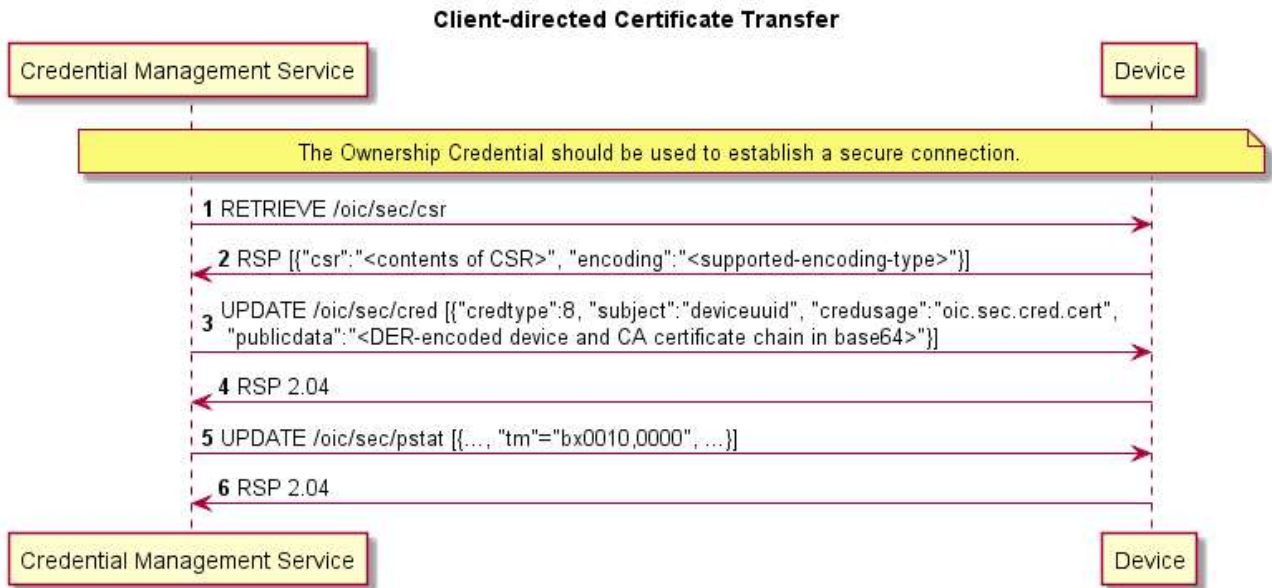 Client-directed Certificate Transfer
Credential Management Service
Device
The Ownership Credential should be used to establish a secure connection.
1 RETRIEVE /oic/sec/csr
2 RSP [{"csr":"<contents of CSR>", "encoding":"<supported-encoding-type>"}]
3 UPDATE /oic/sec/cred [{"credtype":8, "subject":"deviceuuid", "credusage":"oic.sec.cred.cert",
"publicdata":"<DER-encoded device and CA certificate chain in base64>"}]
4 RSP 2.04
5 UPDATE /oic/sec/pstat [{..., "tm"="bx0010,0000", ...}]
6 RSP 2.04
Credential Management Service
Device